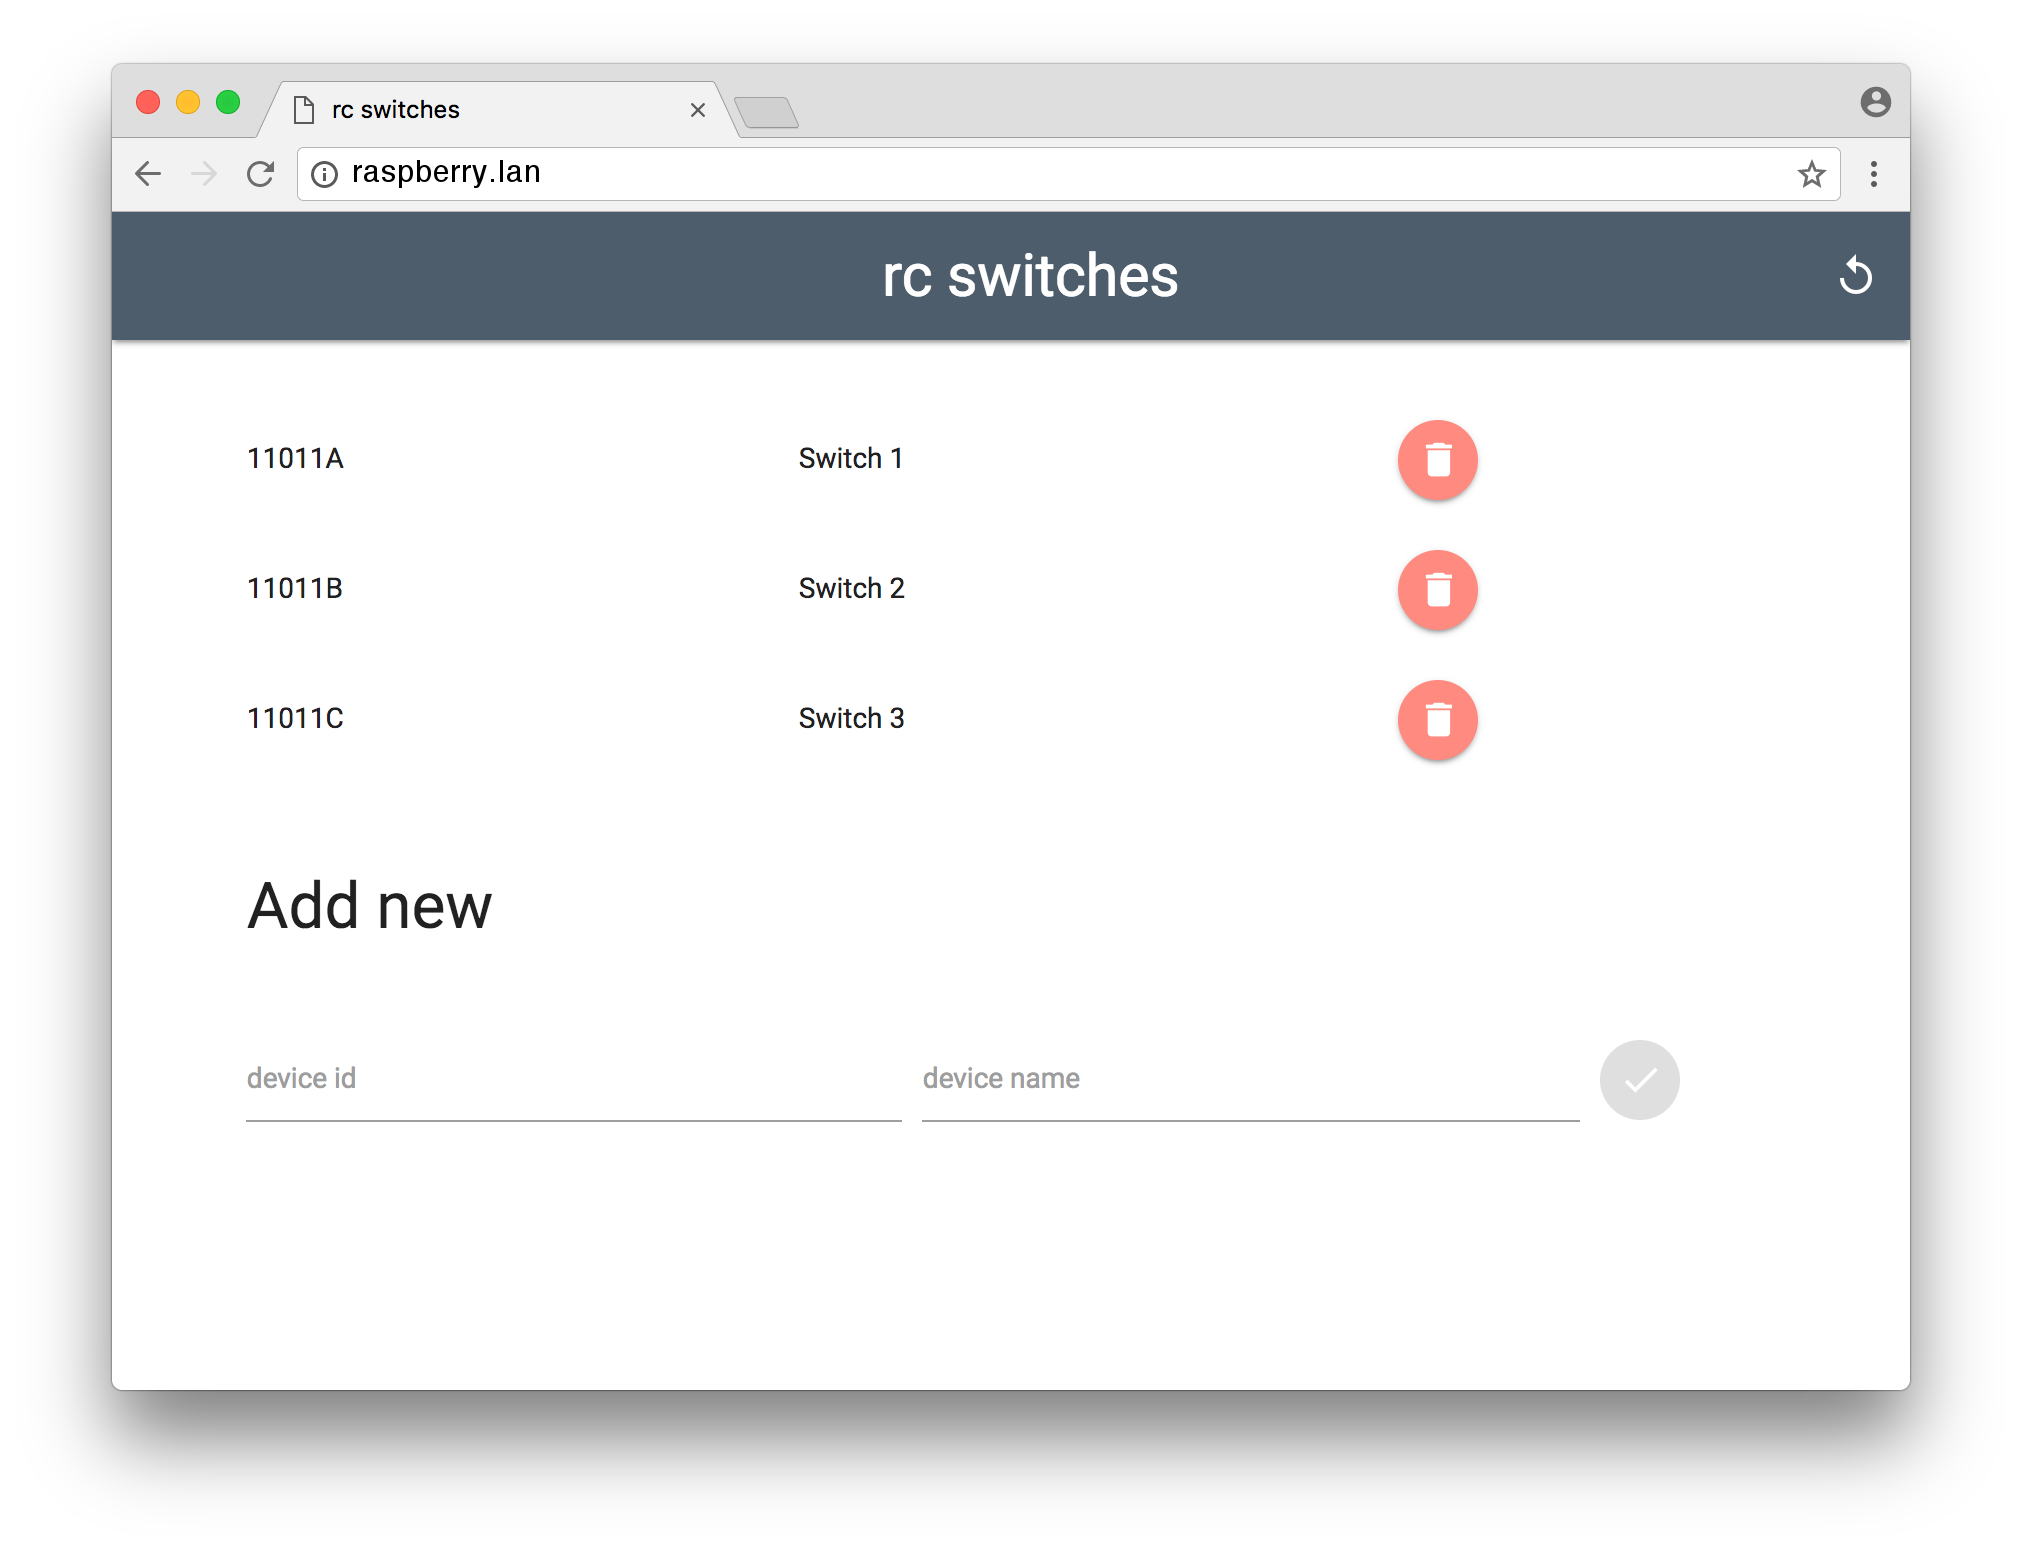 rc switches
raspberry.lan
rc switches
11011A Switch 1
11011B Switch 2
11011C Switch 3
Add new
device id device name